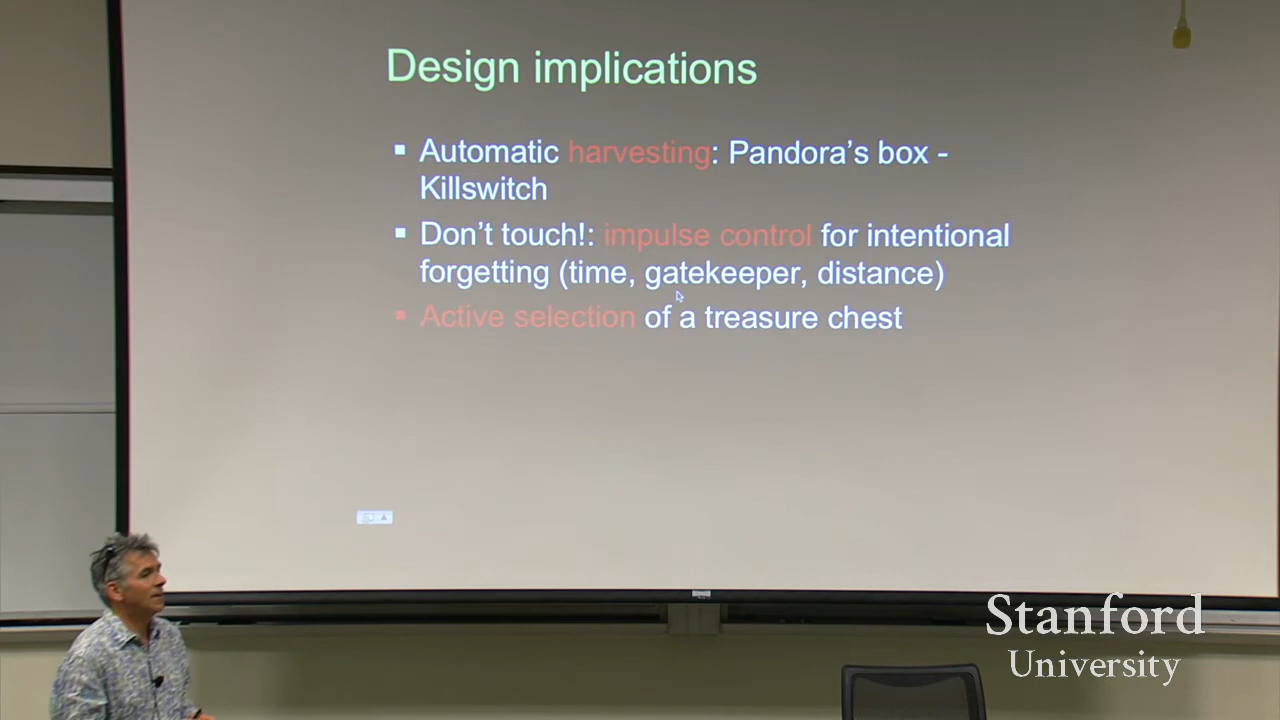 Design implications
▪ Automatic harvesting: Pandora's box -
Killswitch
▪ Don't touch!: impulse control for intentional
forgetting (time, gatekeeper, distance)
▪ Active selection of a treasure chest
Stanford
University